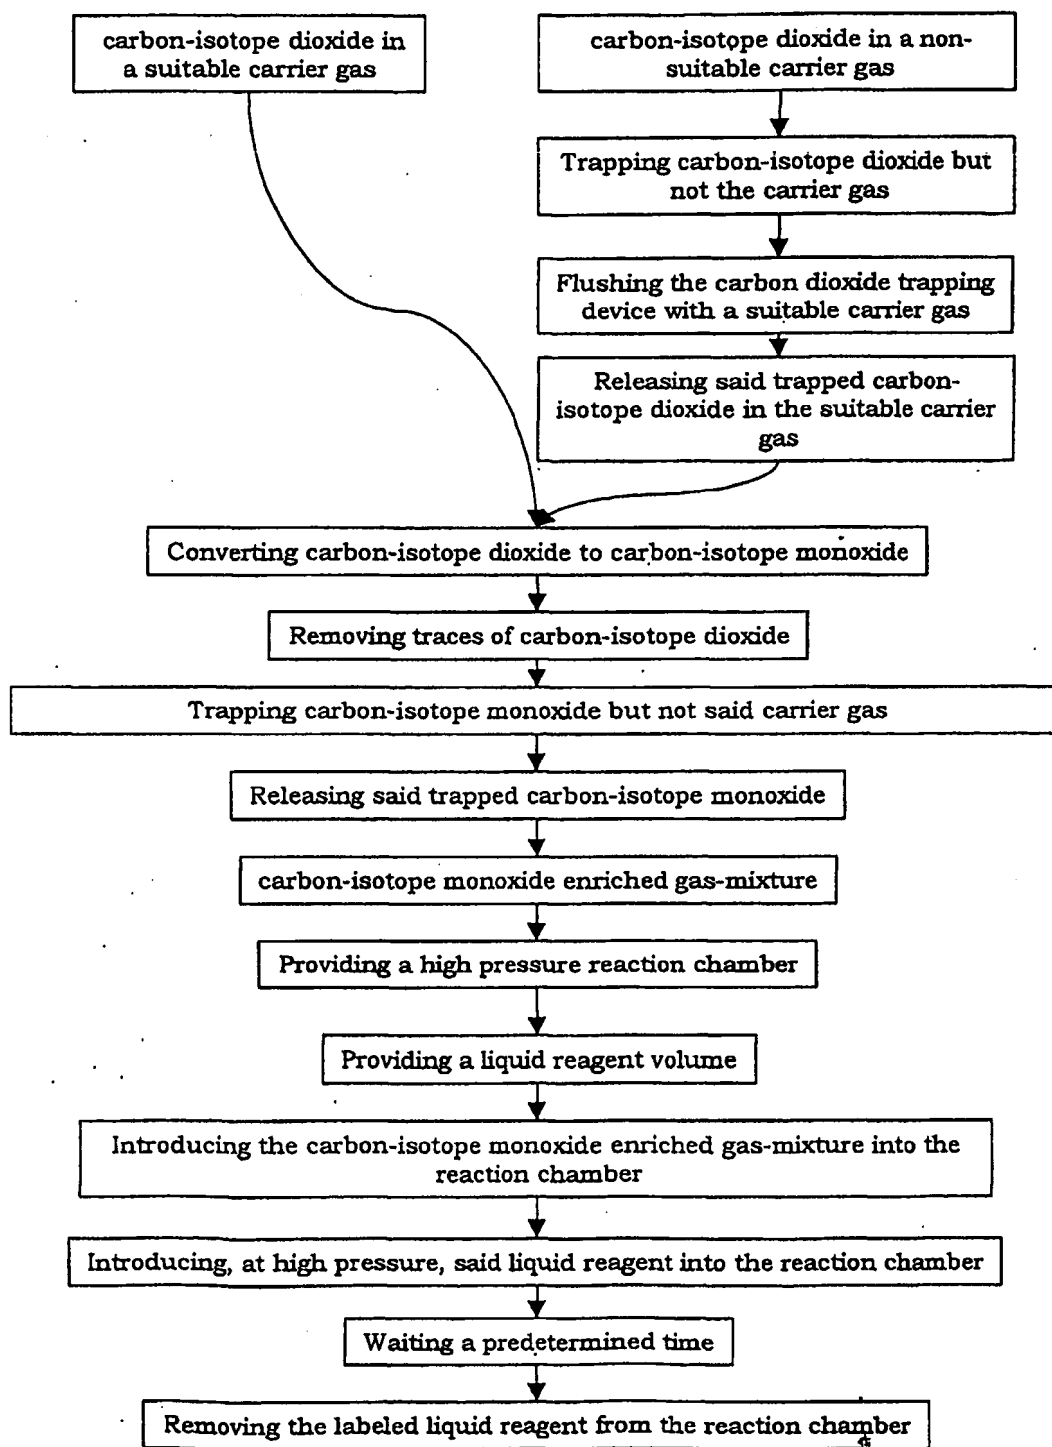 carbon-isotope dioxide in
a suitable carrier gas
carbon-isotope dioxide in a non-
suitable carrier gas
Trapping carbon-isotope dioxide but
not the carrier gas
Flushing the carbon dioxide trapping
device with a suitable carrier gas
Releasing said trapped carbon-
isotope dioxide in the suitable carrier
gas
Converting carbon-isotope dioxide to carbon-isotope monoxide
Removing traces of carbon-isotope dioxide
Trapping carbon-isotope monoxide but not said carrier gas
Releasing said trapped carbon-isotope monoxide
carbon-isotope monoxide enriched gas-mixture
Providing a high pressure reaction chamber
Providing a liquid reagent volume
Introducing the carbon-isotope monoxide enriched gas-mixture into the
reaction chamber
Introducing, at high pressure, said liquid reagent into the reaction chamber
Waiting a predetermined time
Removing the labeled liquid reagent from the reaction chamber